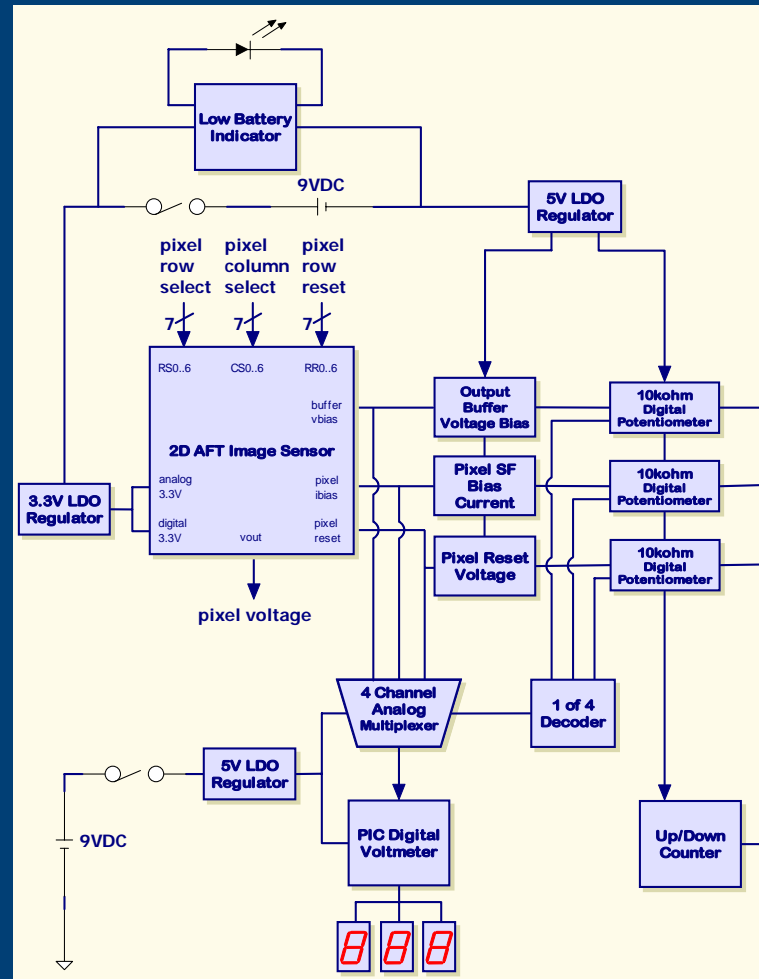 Low Battery
Indicator
9VDC
5V LDO
Regulator
pixel
row
select
pixel
column
select
pixel
row
reset
7
7
7
RS0..6
CS0..6
RR0..6
buffer
vbias
2D AFT Image Sensor
analog
3.3V
pixel
ibias
digital
3.3V
vout
pixel
reset
3.3V LDO
Regulator
pixel voltage
Output
Buffer
Voltage Bias
Pixel SF
Bias
Current
Pixel Reset
Voltage
10kohm
Digital
Potentiometer
10kohm
Digital
Potentiometer
10kohm
Digital
Potentiometer
4 Channel
Analog
Multiplexer
1 of 4
Decoder
5V LDO
Regulator
9VDC
PIC Digital
Voltmeter
Up/Down
Counter
8 8 8